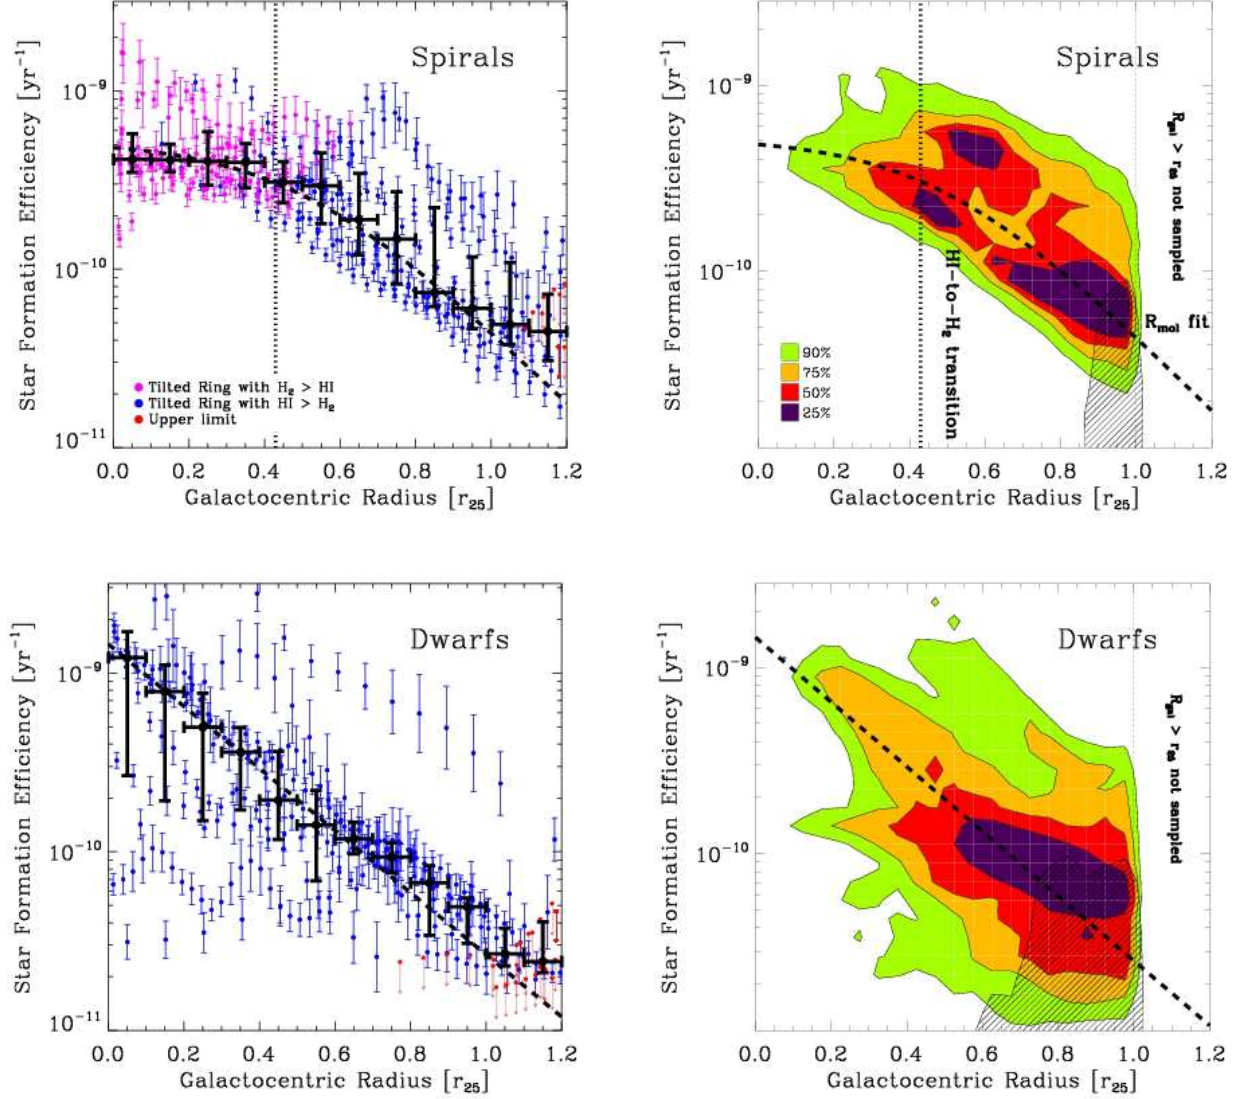 Spirals
Star Formation Efficiency [yr⁻¹]
10⁻⁹
10⁻¹⁰
10⁻¹¹
Tilted Ring with H₂ > HI
Tilted Ring with HI > H₂
Upper limit
0.0 0.2 0.4 0.6 0.8 1.0 1.2
Galactocentric Radius [r₂₅]
Spirals
Star Formation Efficiency [yr⁻¹]
10⁻⁹
10⁻¹⁰
R_gal > r₂₅ not sampled
HI-to-H₂ transition
R_mol fit
90%
75%
50%
25%
0.0 0.2 0.4 0.6 0.8 1.0 1.2
Galactocentric Radius [r₂₅]
Dwarfs
Star Formation Efficiency [yr⁻¹]
10⁻⁹
10⁻¹⁰
10⁻¹¹
0.0 0.2 0.4 0.6 0.8 1.0 1.2
Galactocentric Radius [r₂₅]
Dwarfs
Star Formation Efficiency [yr⁻¹]
10⁻⁹
10⁻¹⁰
R_gal > r₂₅ not sampled
0.0 0.2 0.4 0.6 0.8 1.0 1.2
Galactocentric Radius [r₂₅]